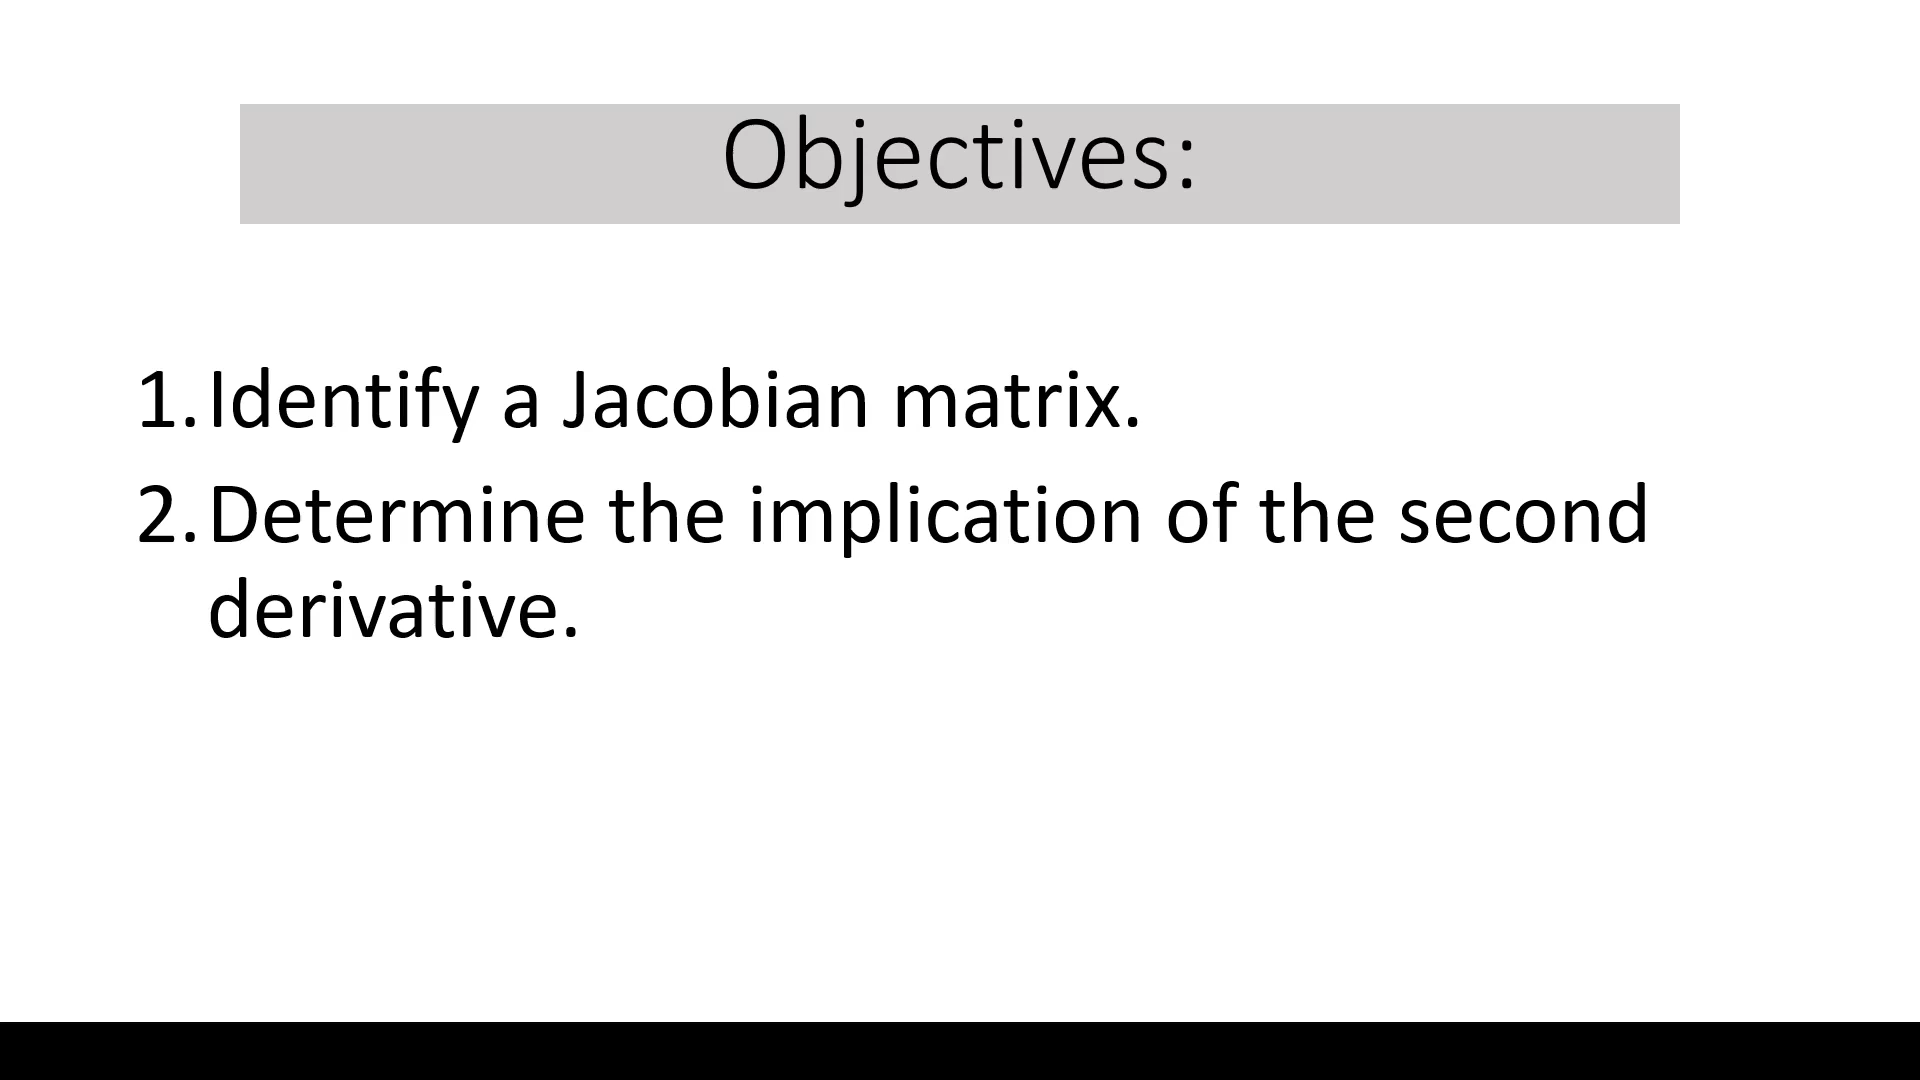 Objectives:
1. Identify a Jacobian matrix.
2. Determine the implication of the second
derivative.